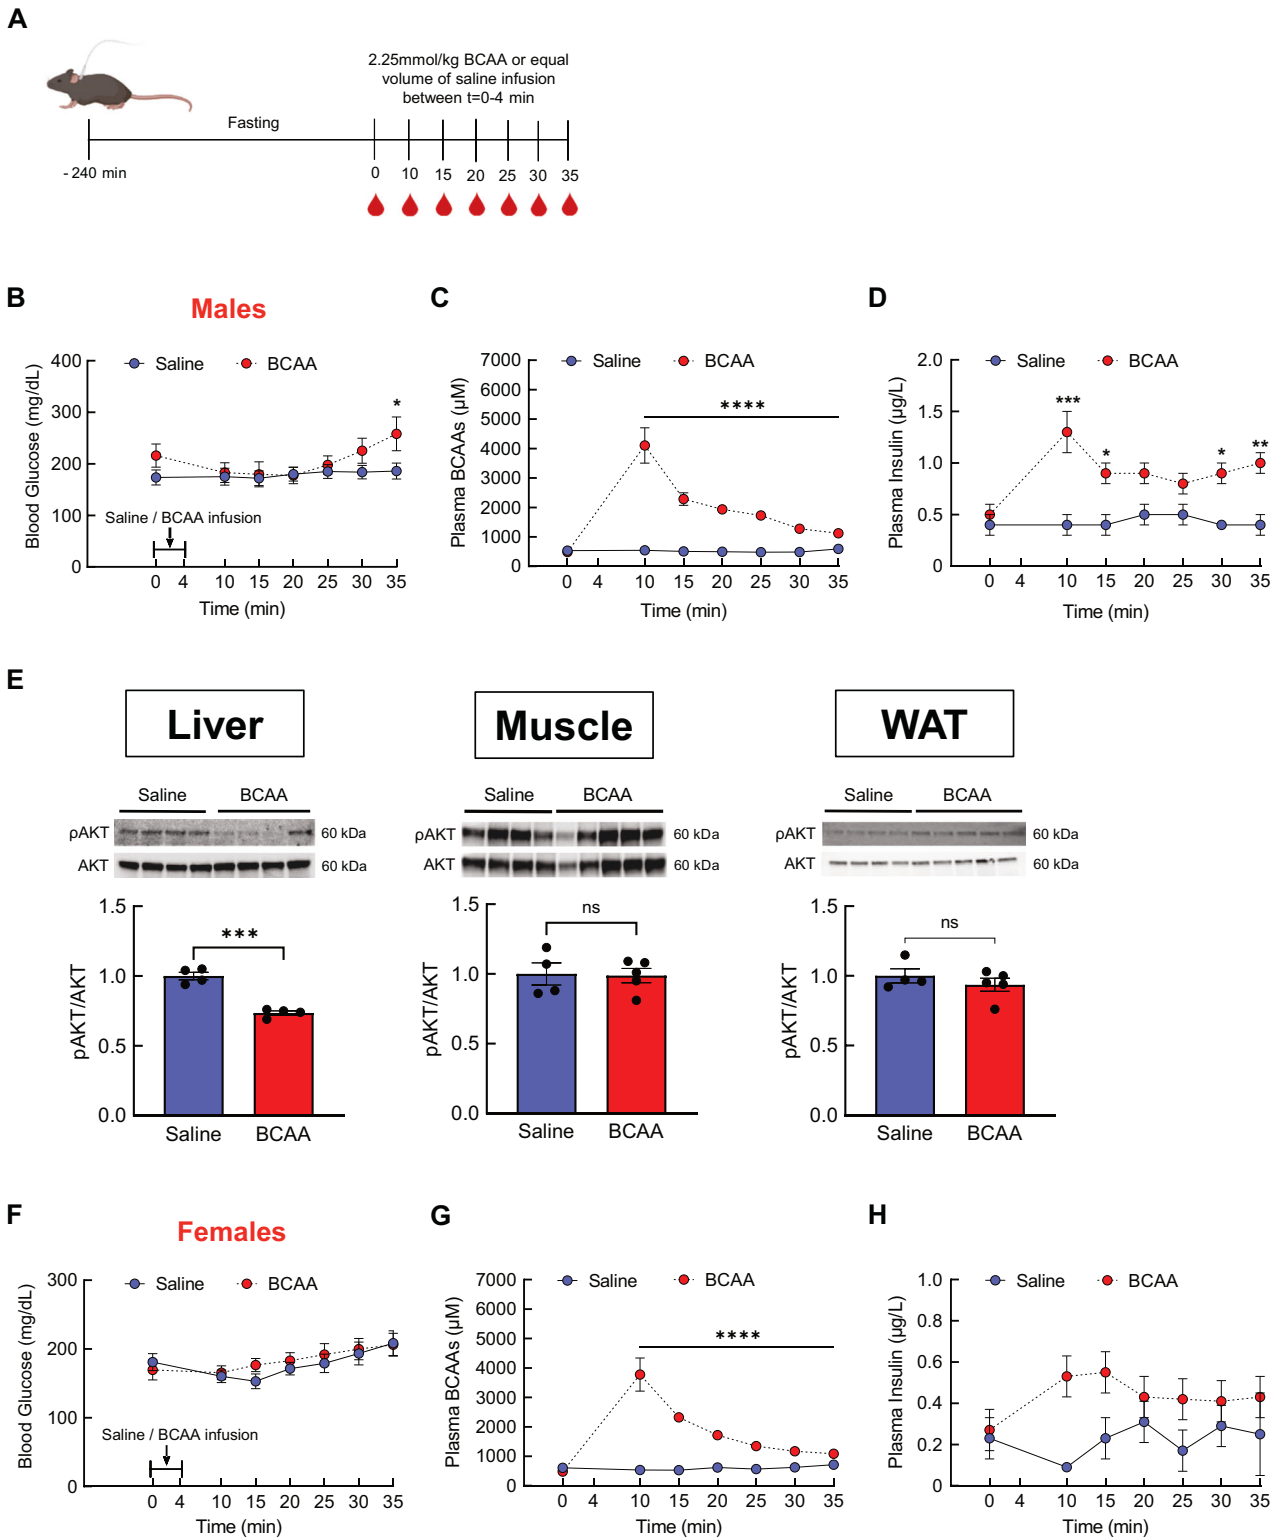 A
2.25mmol/kg BCAA or equal
volume of saline infusion
between t=0-4 min
Fasting
- 240 min
0 10 15 20 25 30 35
B
Males
Saline BCAA
Blood Glucose (mg/dL)
400
300
200
100
0
*
Saline / BCAA infusion
0 4 10 15 20 25 30 35
Time (min)
C
Saline BCAA
Plasma BCAAs (µM)
7000
6000
5000
4000
3000
2000
1000
0
****
0 4 10 15 20 25 30 35
Time (min)
D
Saline BCAA
Plasma Insulin (µg/L)
2.0
1.5
1.0
0.5
0
*** * * **
0 4 10 15 20 25 30 35
Time (min)
E
Liver
Saline BCAA
ρAKT 60 kDa
AKT 60 kDa
pAKT/AKT
1.5
1.0
0.5
0.0
***
Saline BCAA
Muscle
Saline BCAA
ρAKT 60 kDa
AKT 60 kDa
pAKT/AKT
1.5
1.0
0.5
0.0
ns
Saline BCAA
WAT
Saline BCAA
ρAKT 60 kDa
AKT 60 kDa
pAKT/AKT
1.5
1.0
0.5
0.0
ns
Saline BCAA
F
Females
Saline BCAA
Blood Glucose (mg/dL)
300
200
100
0
Saline / BCAA infusion
0 4 10 15 20 25 30 35
Time (min)
G
Saline BCAA
Plasma BCAAs (µM)
7000
6000
5000
4000
3000
2000
1000
0
****
0 4 10 15 20 25 30 35
Time (min)
H
Saline BCAA
Plasma Insulin (µg/L)
1.0
0.8
0.6
0.4
0.2
0
0 4 10 15 20 25 30 35
Time (min)